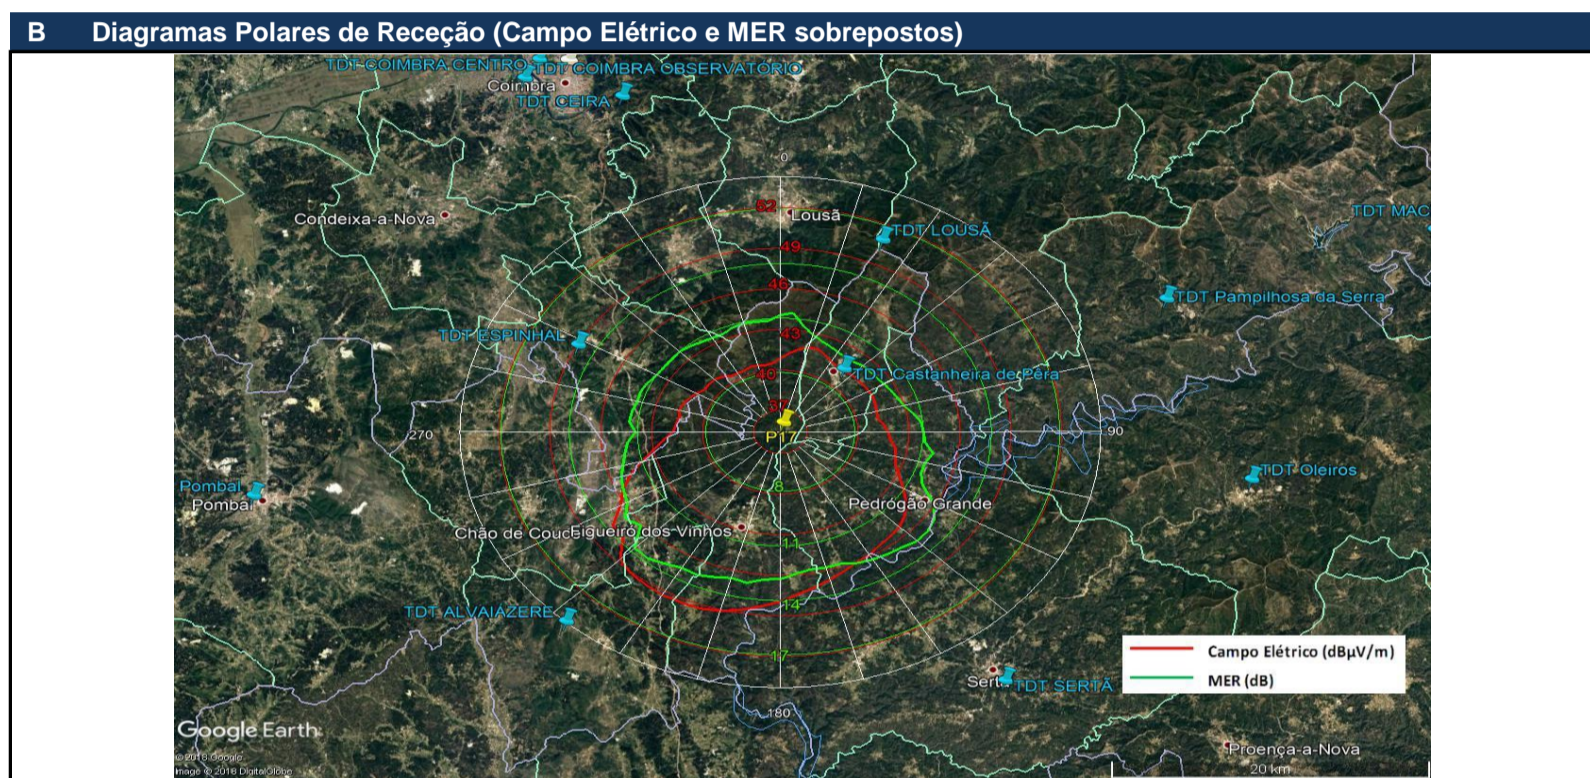 B Diagramas Polares de Receção (Campo Elétrico e MER sobrepostos)
TDT COIMBRA CENTRO
TDT COIMBRA OBSERVATÓRIO
Coimbra
TDT CEIRA
0
Condeixa-a-Nova
52
Lousã
TDT LOUSÃ
TDT MAC
49
46
TDT Pampilhosa da Serra
TDT ESPINHAL
43
40
TDT Castanheira de Pêra
37
P17
270
90
TDT Oleiros
8
Pombal
Pombal
Pedrógão Grande
Chão de Couc
Figueiró dos Vinhos
11
14
TDT ALVAIAZERE
17
Sert
TDT SERTÃ
180
Campo Elétrico (dBµV/m)
MER (dB)
Google Earth
© 2018 Google
Image © 2018 DigitalGlobe
Proença-a-Nova
20 km